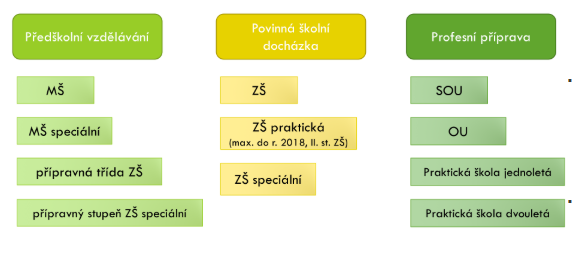 Předškolní vzdělávání
MŠ
MŠ speciální
přípravná třída ZŠ
přípravný stupeň ZŠ speciální
Povinná školní
docházka
ZŠ
ZŠ praktická
(max. do r. 2018, II. st. ZŠ)
ZŠ speciální
Profesní příprava
SOU
OU
Praktická škola jednoletá
Praktická škola dvouletá